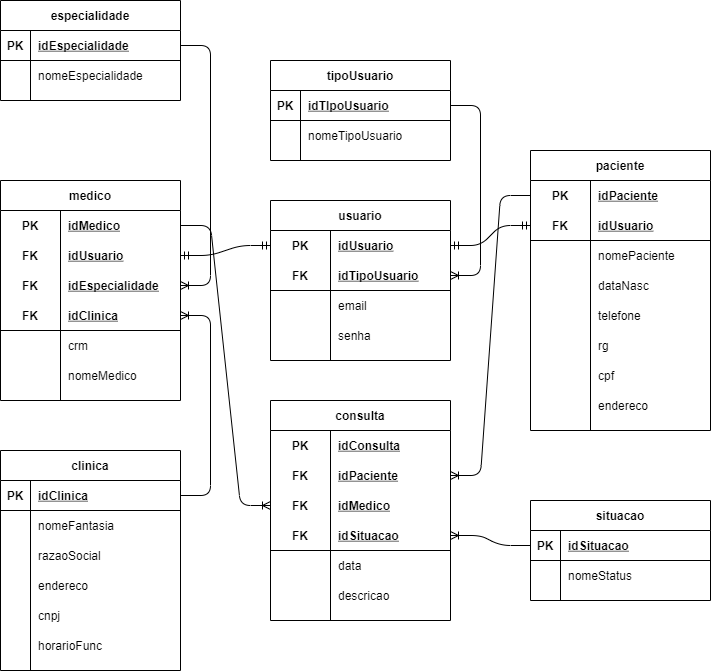 especialidade
PK idEspecialidade
nomeEspecialidade
medico
PK idMedico
FK idUsuario
FK idEspecialidade
FK idClinica
crm
nomeMedico
clinica
PK idClinica
nomeFantasia
razaoSocial
endereco
cnpj
horarioFunc
tipoUsuario
PK idTIpoUsuario
nomeTipoUsuario
usuario
PK idUsuario
FK idTipoUsuario
email
senha
consulta
PK idConsulta
FK idPaciente
FK idMedico
FK idSituacao
data
descricao
paciente
PK idPaciente
FK idUsuario
nomePaciente
dataNasc
telefone
rg
cpf
endereco
situacao
PK idSituacao
nomeStatus